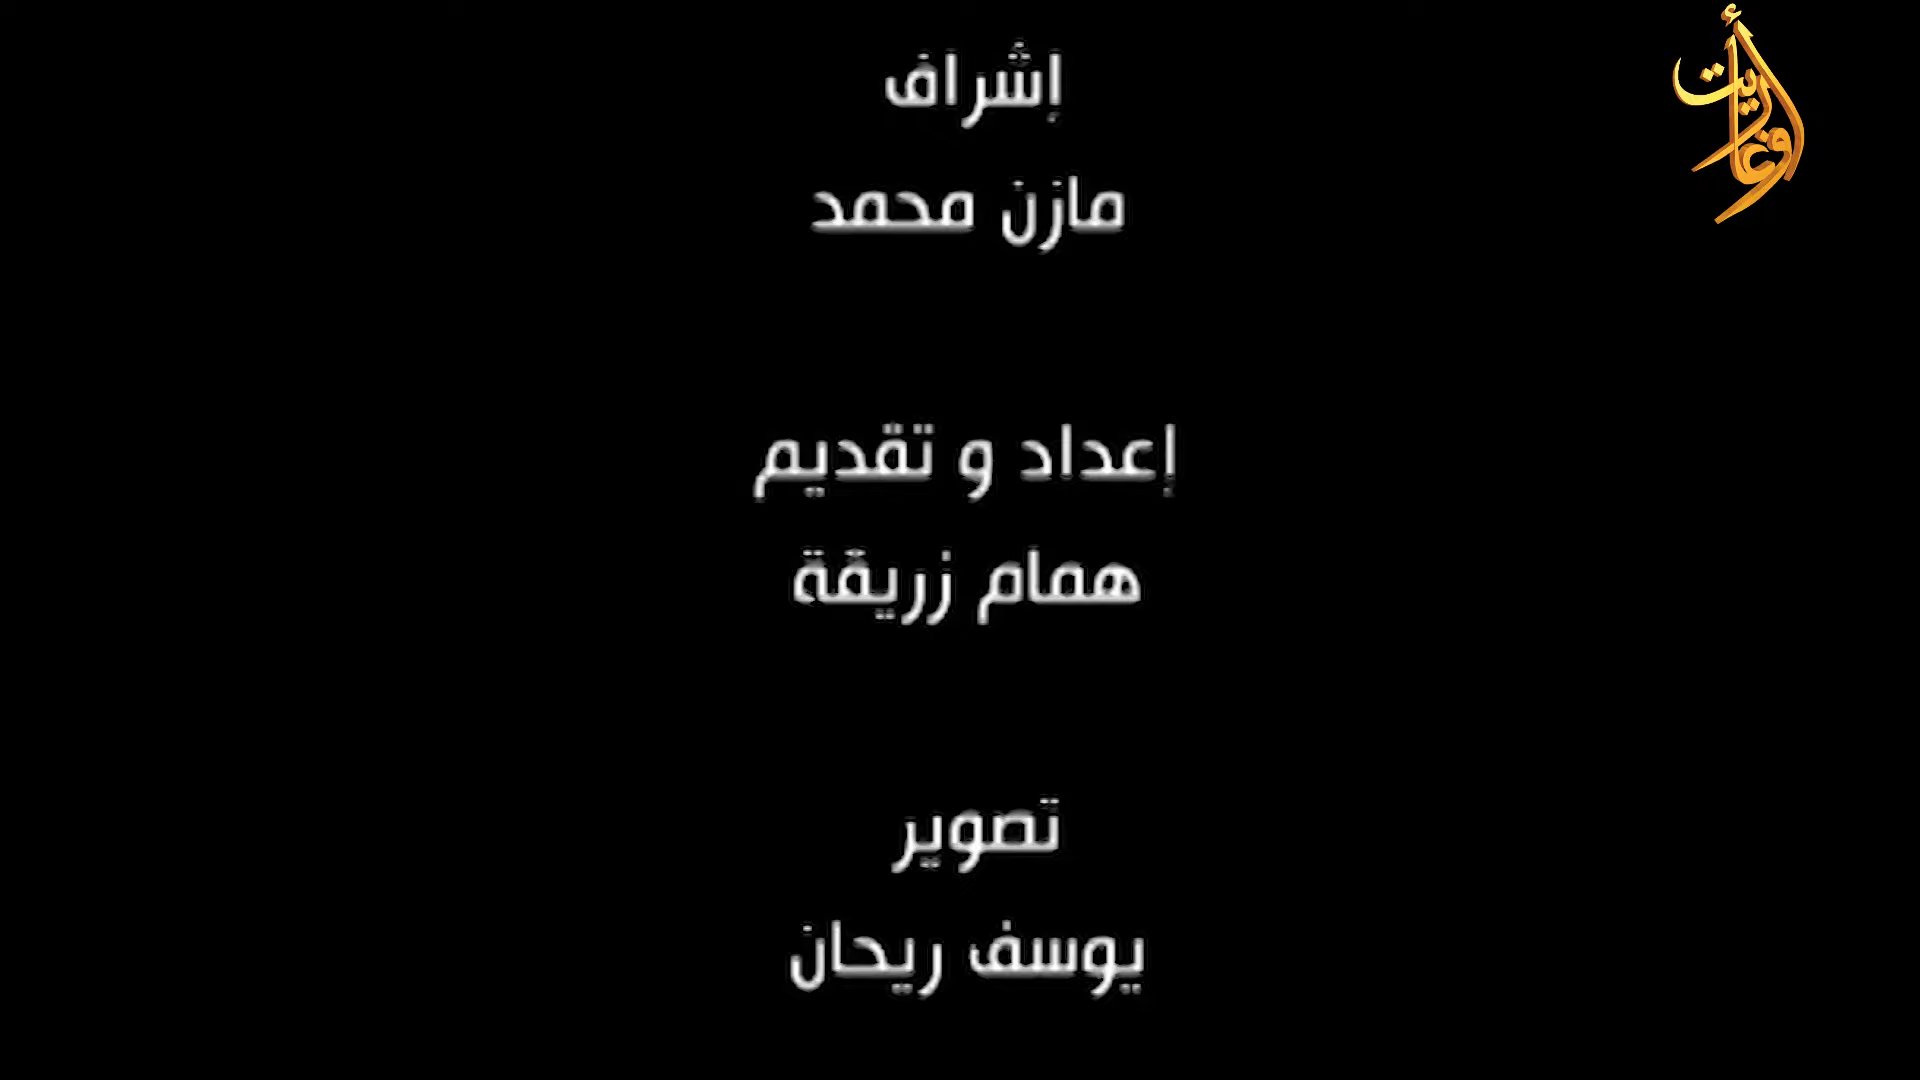 إشراف
مازن محمد
إعداد و تقديم
همام زريقة
تصوير
يوسف ريحان